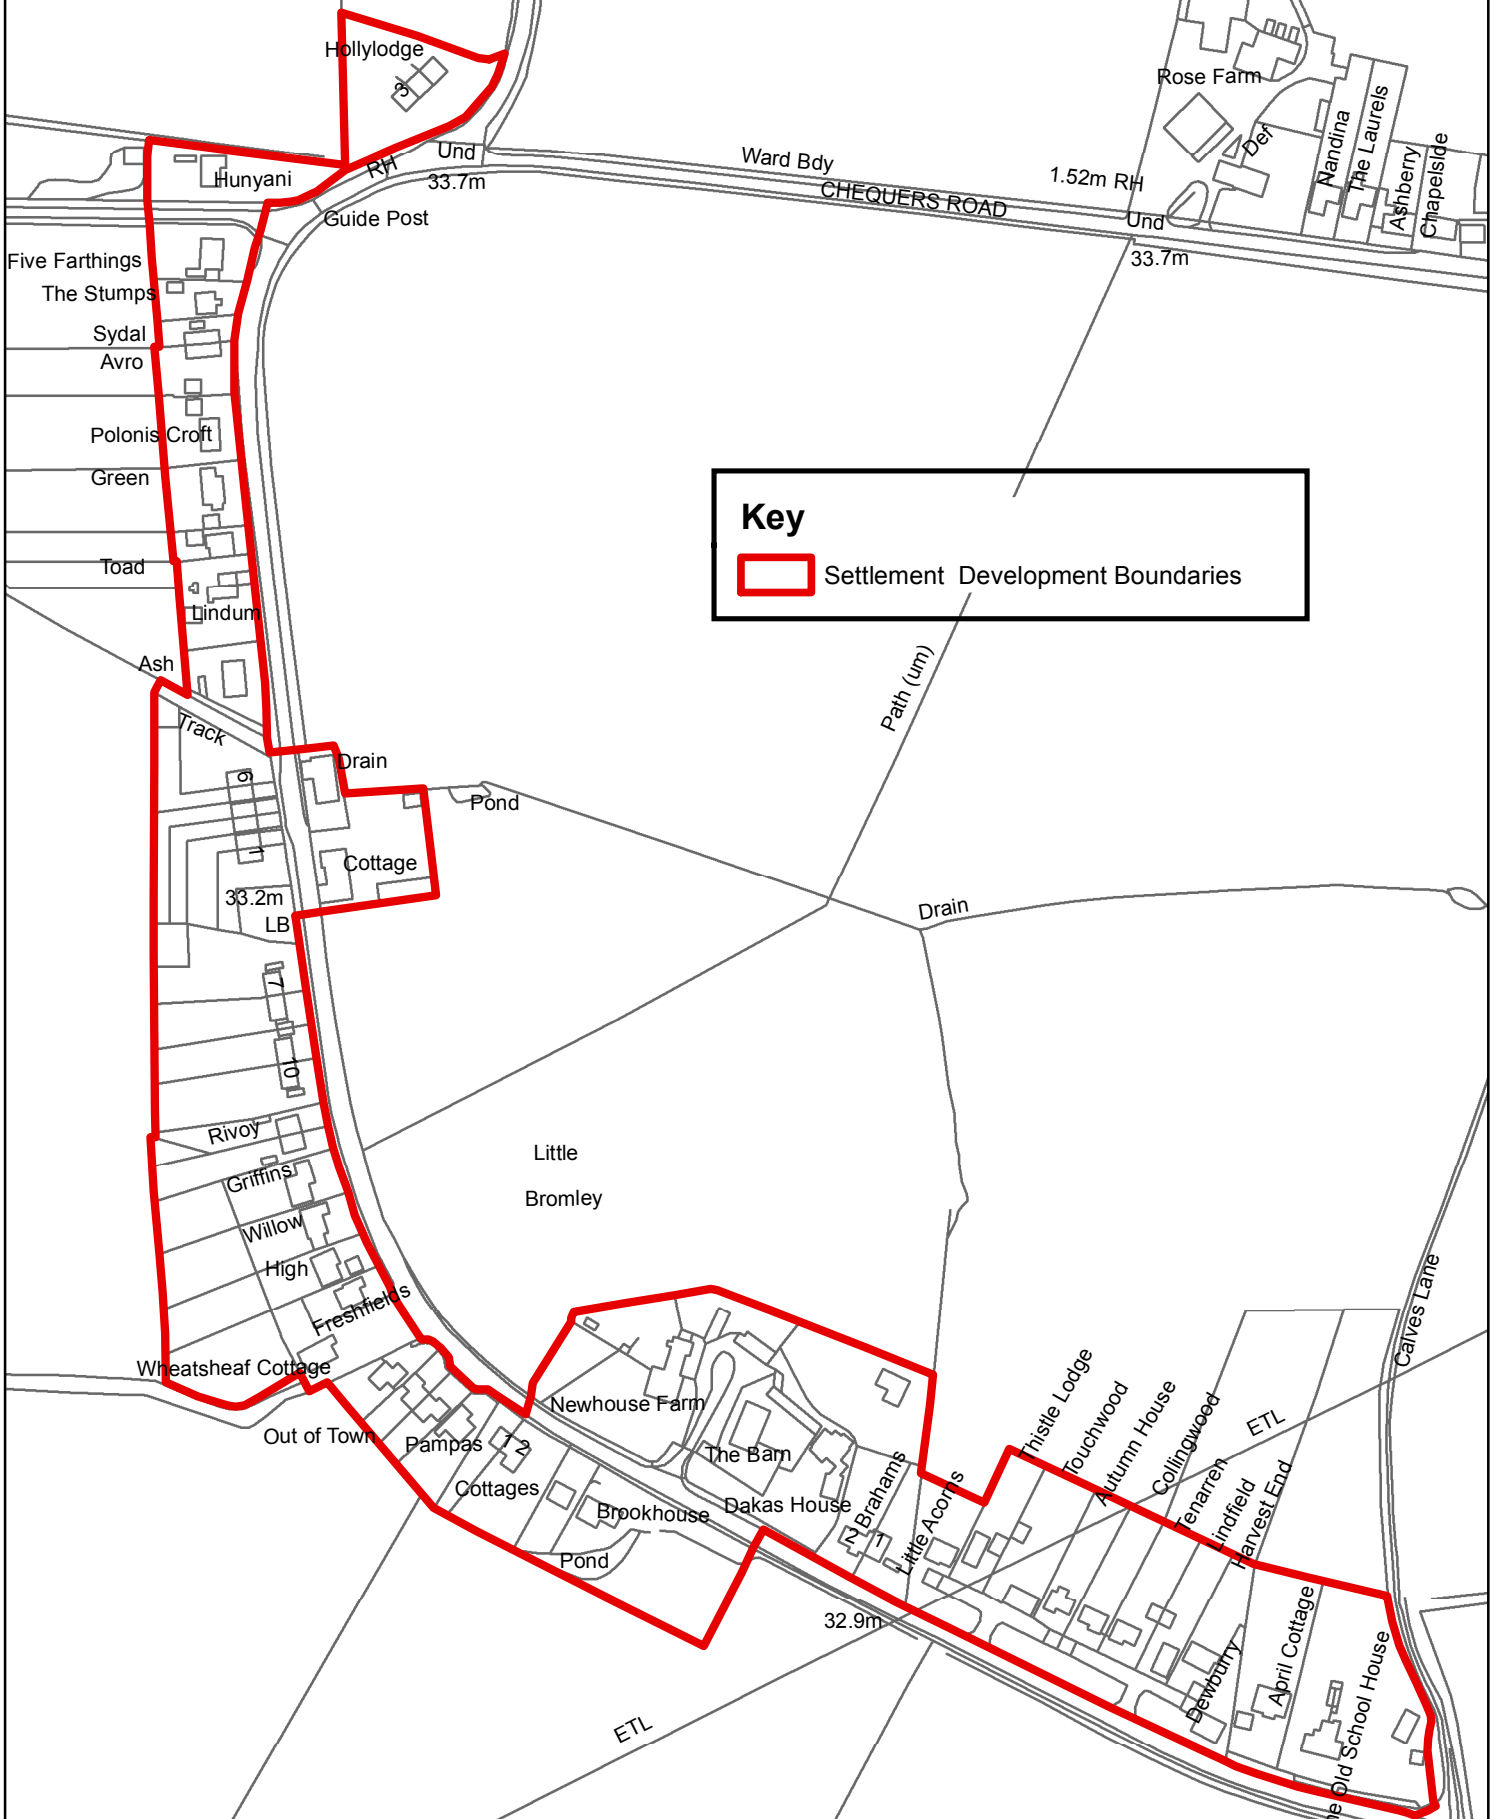 Hollylodge
3
Rose Farm
Def
Nandina
The Laurels
Ashberry
Chapelside
Hunyani
RH
Und
33.7m
Ward Bdy
CHEQUERS ROAD
1.52m RH
Und
33.7m
Guide Post
Five Farthings
The Stumps
Sydal
Avro
Polonis Croft
Green
Key
Settlement Development Boundaries
Toad
Lindum
Ash
Track
Path (um)
Drain
6
Pond
1
Cottage
33.2m
LB
Drain
7
10
Rivoy
Little
Bromley
Griffins
Willow
High
Freshfields
Calves Lane
Wheatsheaf Cottage
Newhouse Farm
Out of Town
Pampas
1 2
The Barn
Cottages
Dakas House
Brookhouse
Pond
2
1
Brahams
Little Acorns
Thistle Lodge
Touchwood
Autumn House
Collingwood
ETL
Tenarren
Lindfield
Harvest End
32.9m
ETL
Dewburry
April Cottage
ne Old School House